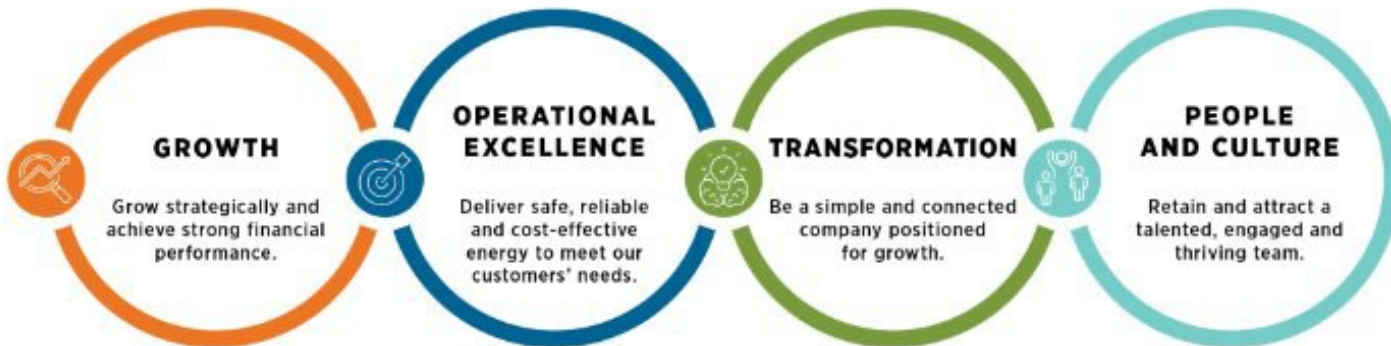 GROWTH
Grow strategically and
achieve strong financial
performance.
OPERATIONAL
EXCELLENCE
Deliver safe, reliable
and cost-effective
energy to meet our
customers’ needs.
TRANSFORMATION
Be a simple and connected
company positioned
for growth.
PEOPLE
AND CULTURE
Retain and attract a
talented, engaged and
thriving team.